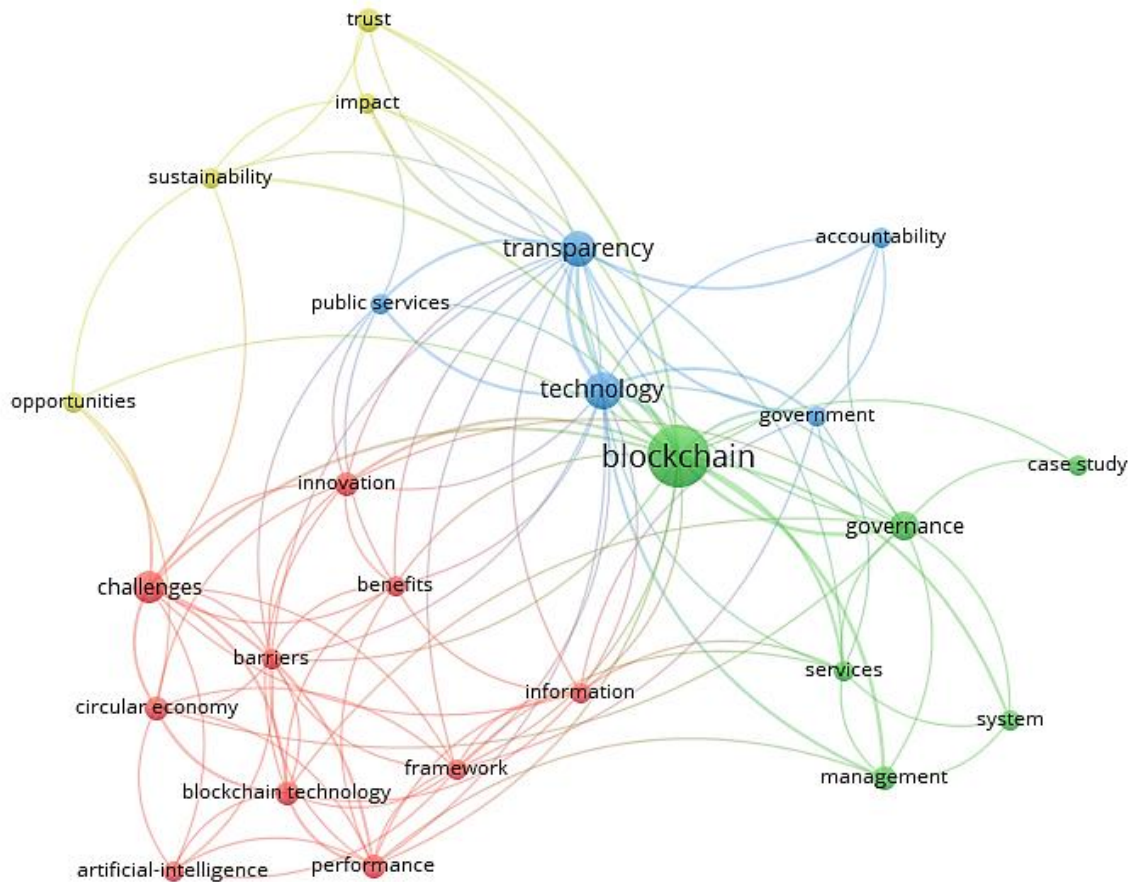 trust
impact
sustainability
accountability
transparency
public services
technology
opportunities
government
blockchain
case study
innovation
governance
challenges
benefits
barriers
services
information
circular economy
system
framework
management
blockchain technology
performance
artificial-intelligence